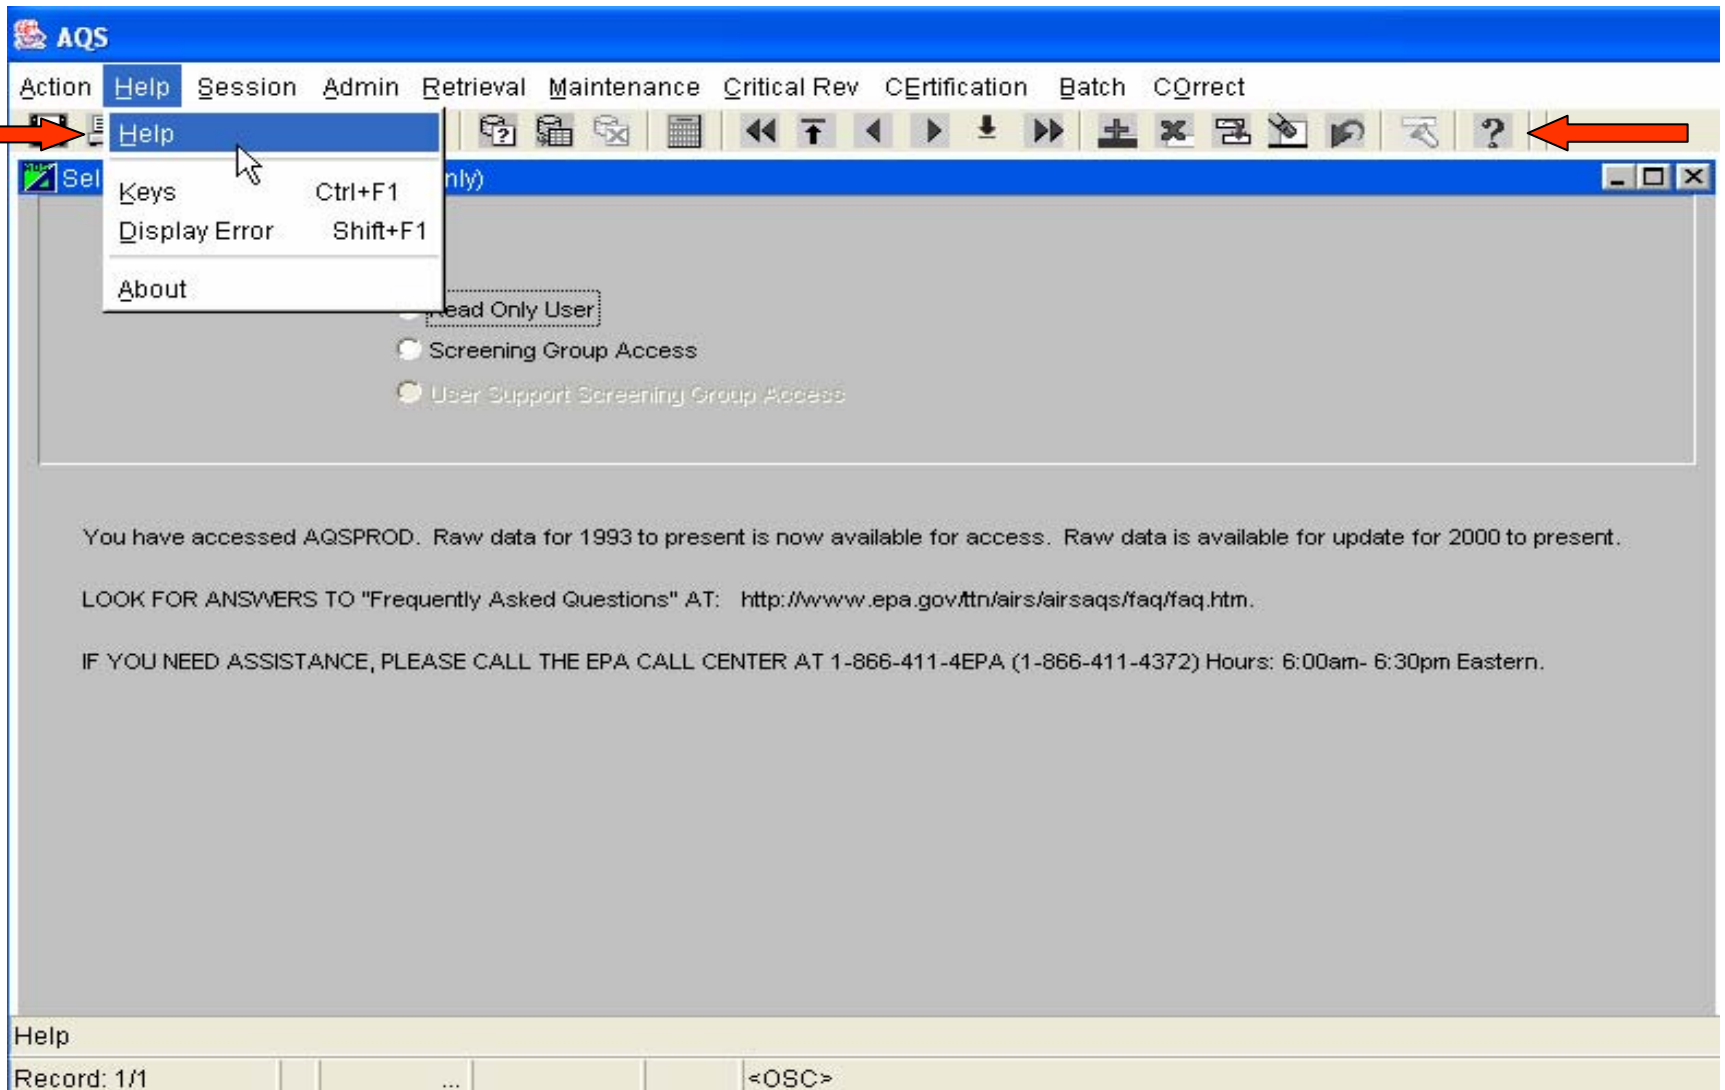 AQS
Action Help Session Admin Retrieval Maintenance Critical Rev CErtification Batch COrrect
Help
Keys Ctrl+F1
Display Error Shift+F1
About
Sel nly)
Read Only User
Screening Group Access
User Support Screening Group Access
You have accessed AQSPROD. Raw data for 1993 to present is now available for access. Raw data is available for update for 2000 to present.
LOOK FOR ANSWERS TO "Frequently Asked Questions" AT: http://www.epa.gov/ttn/airs/airsaqs/faq/faq.htm.
IF YOU NEED ASSISTANCE, PLEASE CALL THE EPA CALL CENTER AT 1-866-411-4EPA (1-866-411-4372) Hours: 6:00am- 6:30pm Eastern.
Help
Record: 1/1 ... <OSC>